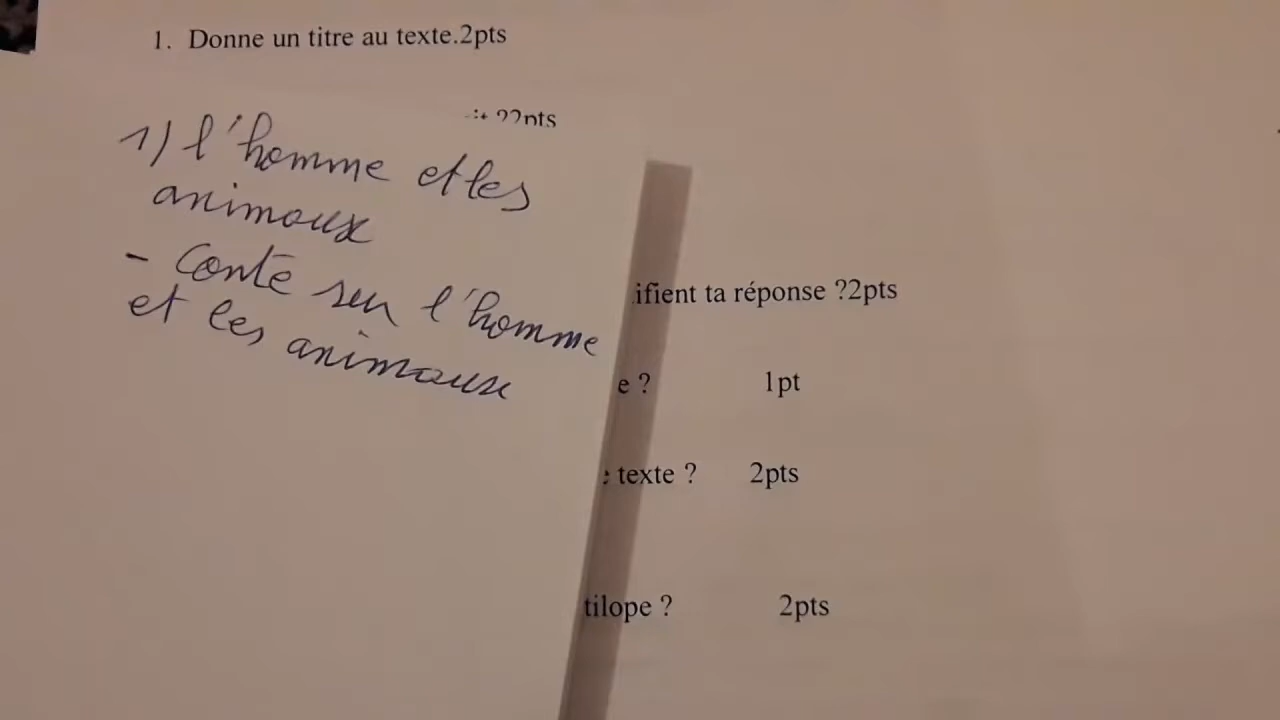 1. Donne un titre au texte.2pts
?2pts
1) l'homme et les
animaux
- Conte sur l'homme
et les animaux
ifient ta réponse ?2pts
e ? 1pt
texte ? 2pts
tilope ? 2pts